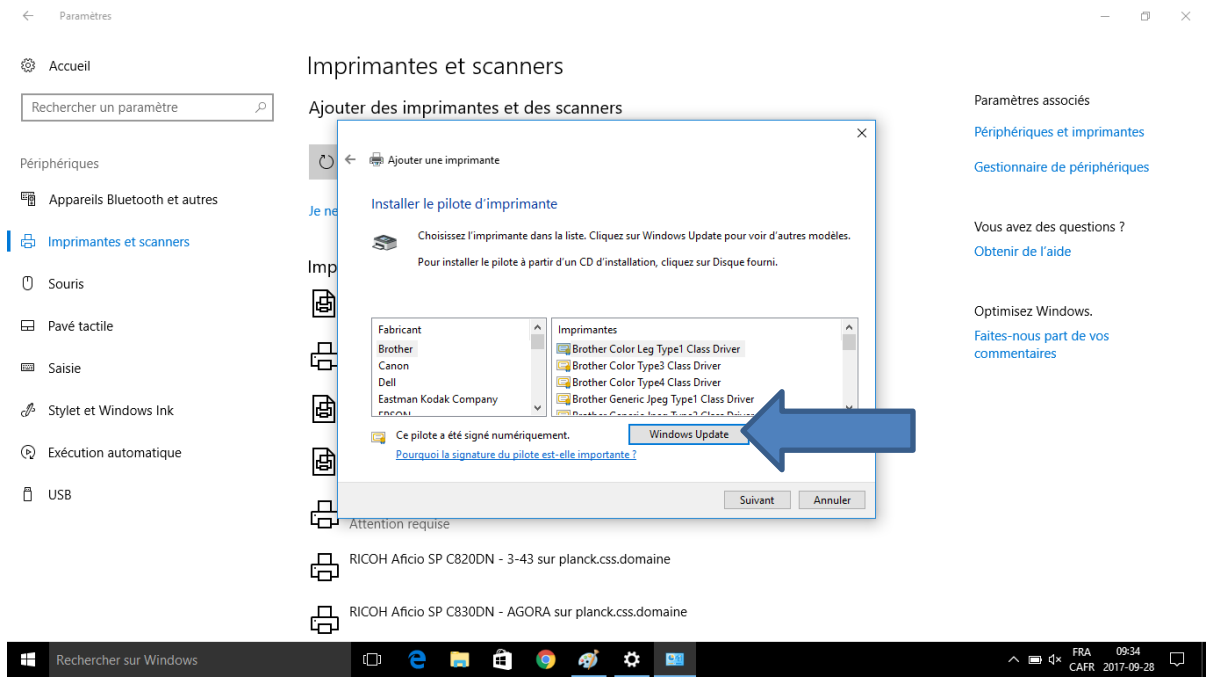 Paramètres
Accueil
Rechercher un paramètre
Périphériques
Appareils Bluetooth et autres
Imprimantes et scanners
Souris
Pavé tactile
Saisie
Stylet et Windows Ink
Exécution automatique
USB
Imprimantes et scanners
Ajouter des imprimantes et des scanners
Je ne
Imp
Ajouter une imprimante
Installer le pilote d'imprimante
Choisissez l'imprimante dans la liste. Cliquez sur Windows Update pour voir d'autres modèles.
Pour installer le pilote à partir d'un CD d'installation, cliquez sur Disque fourni.
Fabricant
Brother
Canon
Dell
Eastman Kodak Company
EPSON
Imprimantes
Brother Color Leg Type1 Class Driver
Brother Color Type3 Class Driver
Brother Color Type4 Class Driver
Brother Generic Jpeg Type1 Class Driver
Brother Generic Jpeg Type2 Class Driver
Ce pilote a été signé numériquement.
Pourquoi la signature du pilote est-elle importante ?
Windows Update
Suivant
Annuler
Attention requise
RICOH Aficio SP C820DN - 3-43 sur planck.css.domaine
RICOH Aficio SP C830DN - AGORA sur planck.css.domaine
Paramètres associés
Périphériques et imprimantes
Gestionnaire de périphériques
Vous avez des questions ?
Obtenir de l'aide
Optimisez Windows.
Faites-nous part de vos
commentaires
Rechercher sur Windows
FRA
CAFR
09:34
2017-09-28